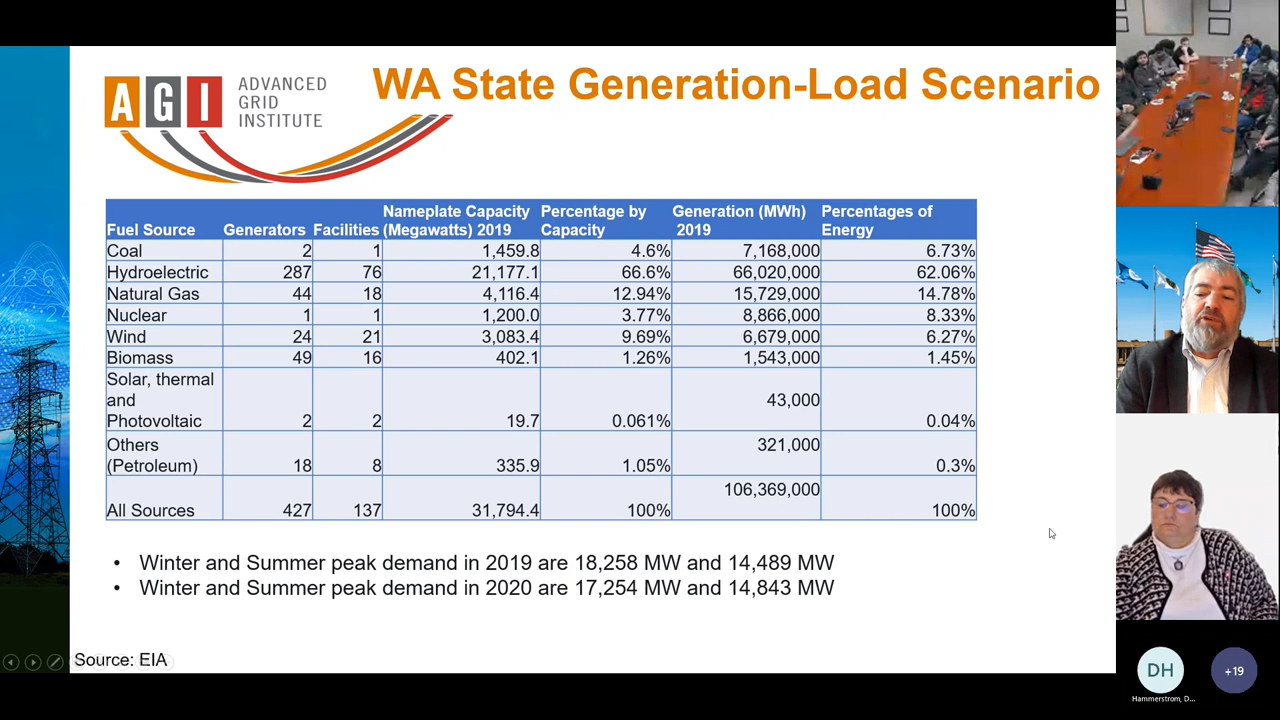 AGI
ADVANCED
GRID
INSTITUTE
WA State Generation-Load Scenario
Fuel Source Generators Facilities Nameplate Capacity (Megawatts) 2019 Percentage by Capacity Generation (MWh) 2019 Percentages of Energy
Coal 2 1 1,459.8 4.6% 7,168,000 6.73%
Hydroelectric 287 76 21,177.1 66.6% 66,020,000 62.06%
Natural Gas 44 18 4,116.4 12.94% 15,729,000 14.78%
Nuclear 1 1 1,200.0 3.77% 8,866,000 8.33%
Wind 24 21 3,083.4 9.69% 6,679,000 6.27%
Biomass 49 16 402.1 1.26% 1,543,000 1.45%
Solar, thermal and Photovoltaic 2 2 19.7 0.061% 43,000 0.04%
Others (Petroleum) 18 8 335.9 1.05% 321,000 0.3%
All Sources 427 137 31,794.4 100% 106,369,000 100%
• Winter and Summer peak demand in 2019 are 18,258 MW and 14,489 MW
• Winter and Summer peak demand in 2020 are 17,254 MW and 14,843 MW
Source: EIA
DH
+19
Hammerstrom, D...